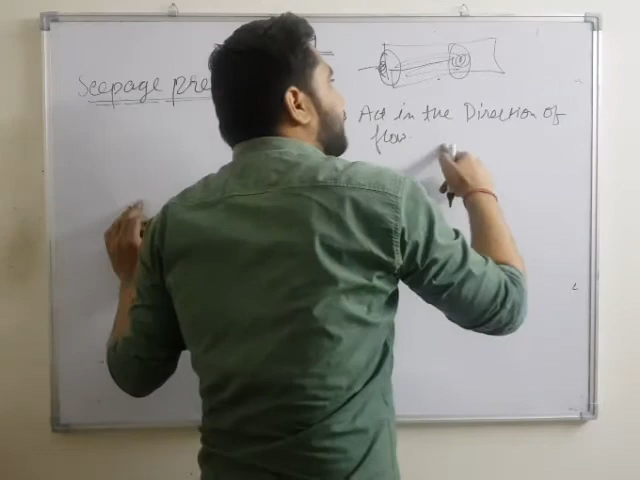 Seepage pre
Act in the Direction of
flow.